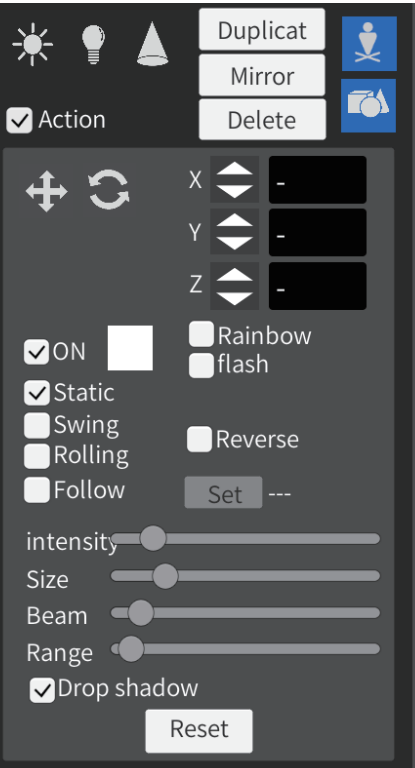 Duplicat
Mirror
Action
Delete
X -
Y -
Z -
ON
Rainbow
flash
Static
Swing
Rolling
Reverse
Follow
Set ---
intensity
Size
Beam
Range
Drop shadow
Reset